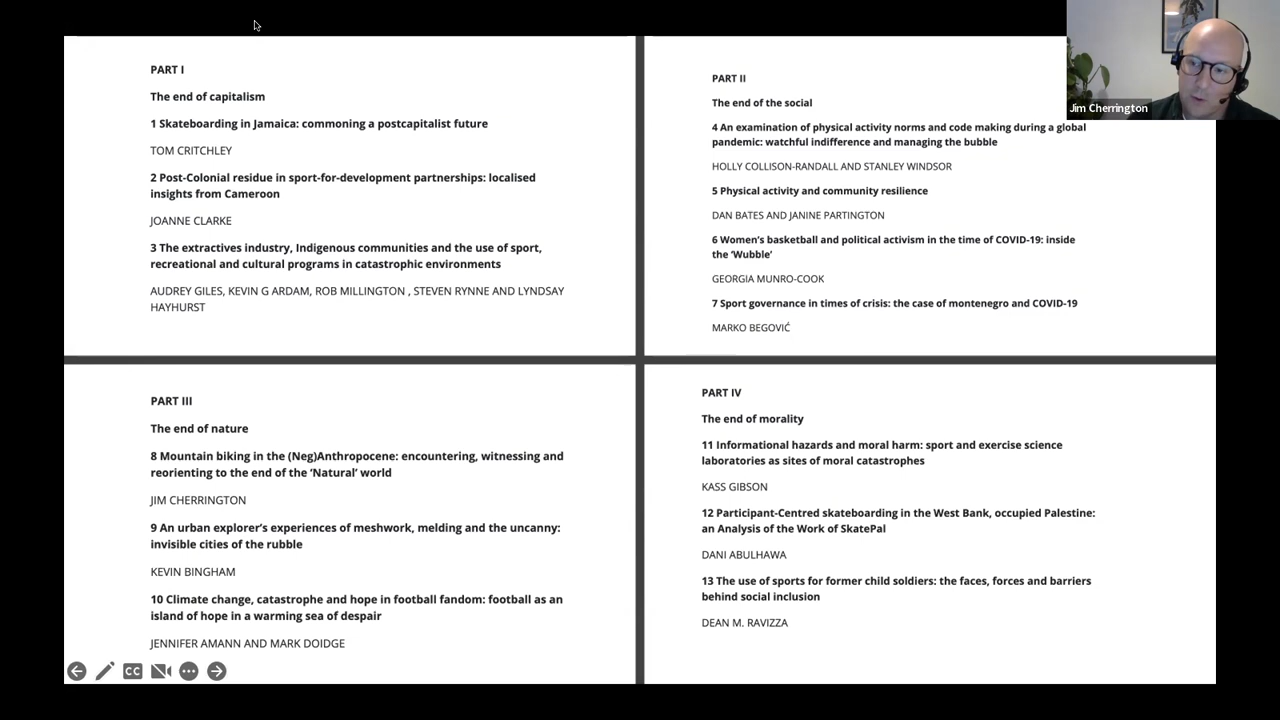 PART I
The end of capitalism
1 Skateboarding in Jamaica: commoning a postcapitalist future
TOM CRITCHLEY
2 Post-Colonial residue in sport-for-development partnerships: localised
insights from Cameroon
JOANNE CLARKE
3 The extractives industry, Indigenous communities and the use of sport,
recreational and cultural programs in catastrophic environments
AUDREY GILES, KEVIN G ARDAM, ROB MILLINGTON , STEVEN RYNNE AND LYNDSAY
HAYHURST
PART II
The end of the social
4 An examination of physical activity norms and code making during a global
pandemic: watchful indifference and managing the bubble
HOLLY COLLISON-RANDALL AND STANLEY WINDSOR
5 Physical activity and community resilience
DAN BATES AND JANINE PARTINGTON
6 Women's basketball and political activism in the time of COVID-19: inside
the ‘Wubble’
GEORGIA MUNRO-COOK
7 Sport governance in times of crisis: the case of montenegro and COVID-19
MARKO BEGOVIĆ
Jim Cherrington
PART III
The end of nature
8 Mountain biking in the (Neg)Anthropocene: encountering, witnessing and
reorienting to the end of the ‘Natural’ world
JIM CHERRINGTON
9 An urban explorer’s experiences of meshwork, melding and the uncanny:
invisible cities of the rubble
KEVIN BINGHAM
10 Climate change, catastrophe and hope in football fandom: football as an
island of hope in a warming sea of despair
JENNIFER AMANN AND MARK DOIDGE
CC
PART IV
The end of morality
11 Informational hazards and moral harm: sport and exercise science
laboratories as sites of moral catastrophes
KASS GIBSON
12 Participant-Centred skateboarding in the West Bank, occupied Palestine:
an Analysis of the Work of SkatePal
DANI ABULHAWA
13 The use of sports for former child soldiers: the faces, forces and barriers
behind social inclusion
DEAN M. RAVIZZA